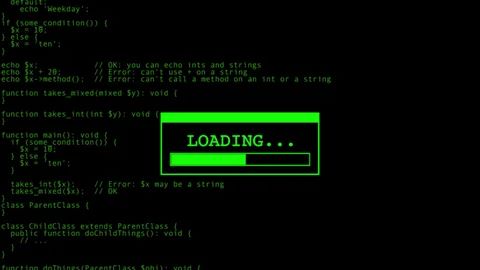 default:
echo 'Weekday';
}
if (some_condition()) {
$x = 10;
} else {
$x = 'ten';
}
echo $x; // OK: you can echo ints and strings
echo $x + 20; // Error: can't use + on a string
echo $x->method(); // Error: can't call a method on an int or a string
function takes_mixed(mixed $y): void {
}
function takes_int(int $y): void {
}
function main(): void {
if (some_condition()) {
$x = 10;
} else {
$x = 'ten';
}
takes_int($x); // Error: $x may be a string
takes_mixed($x); // OK
}
class ParentClass {
}
class ChildClass extends ParentClass {
public function doChildThings(): void {
// ...
}
}
function doThings(ParentClass $obj): void {
LOADING...